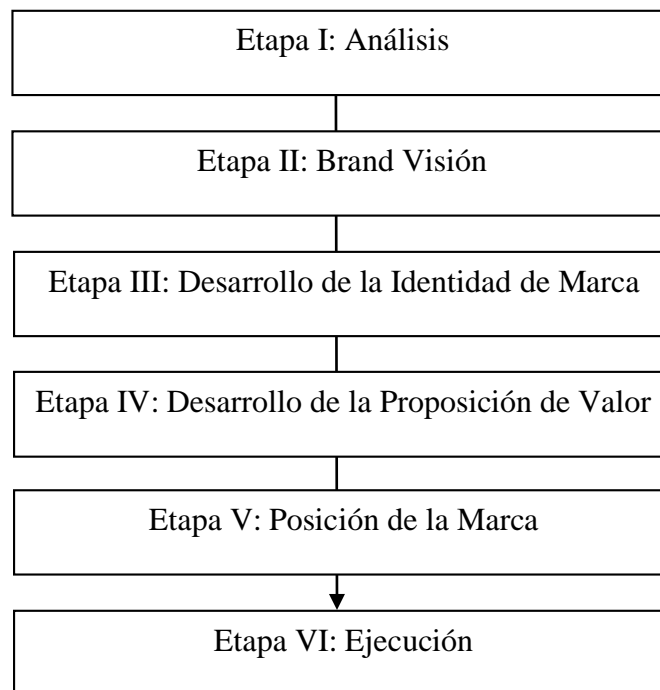 Etapa I: Análisis
Etapa II: Brand Visión
Etapa III: Desarrollo de la Identidad de Marca
Etapa IV: Desarrollo de la Proposición de Valor
Etapa V: Posición de la Marca
Etapa VI: Ejecución